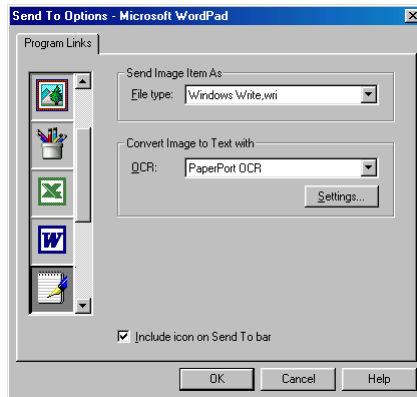 Send To Options - Microsoft WordPad
Program Links
Send Image Item As
File type: Windows Write,wri
Convert Image to Text with
OCR: PaperPort OCR
Settings...
W
Include icon on Send To bar
OK Cancel Help